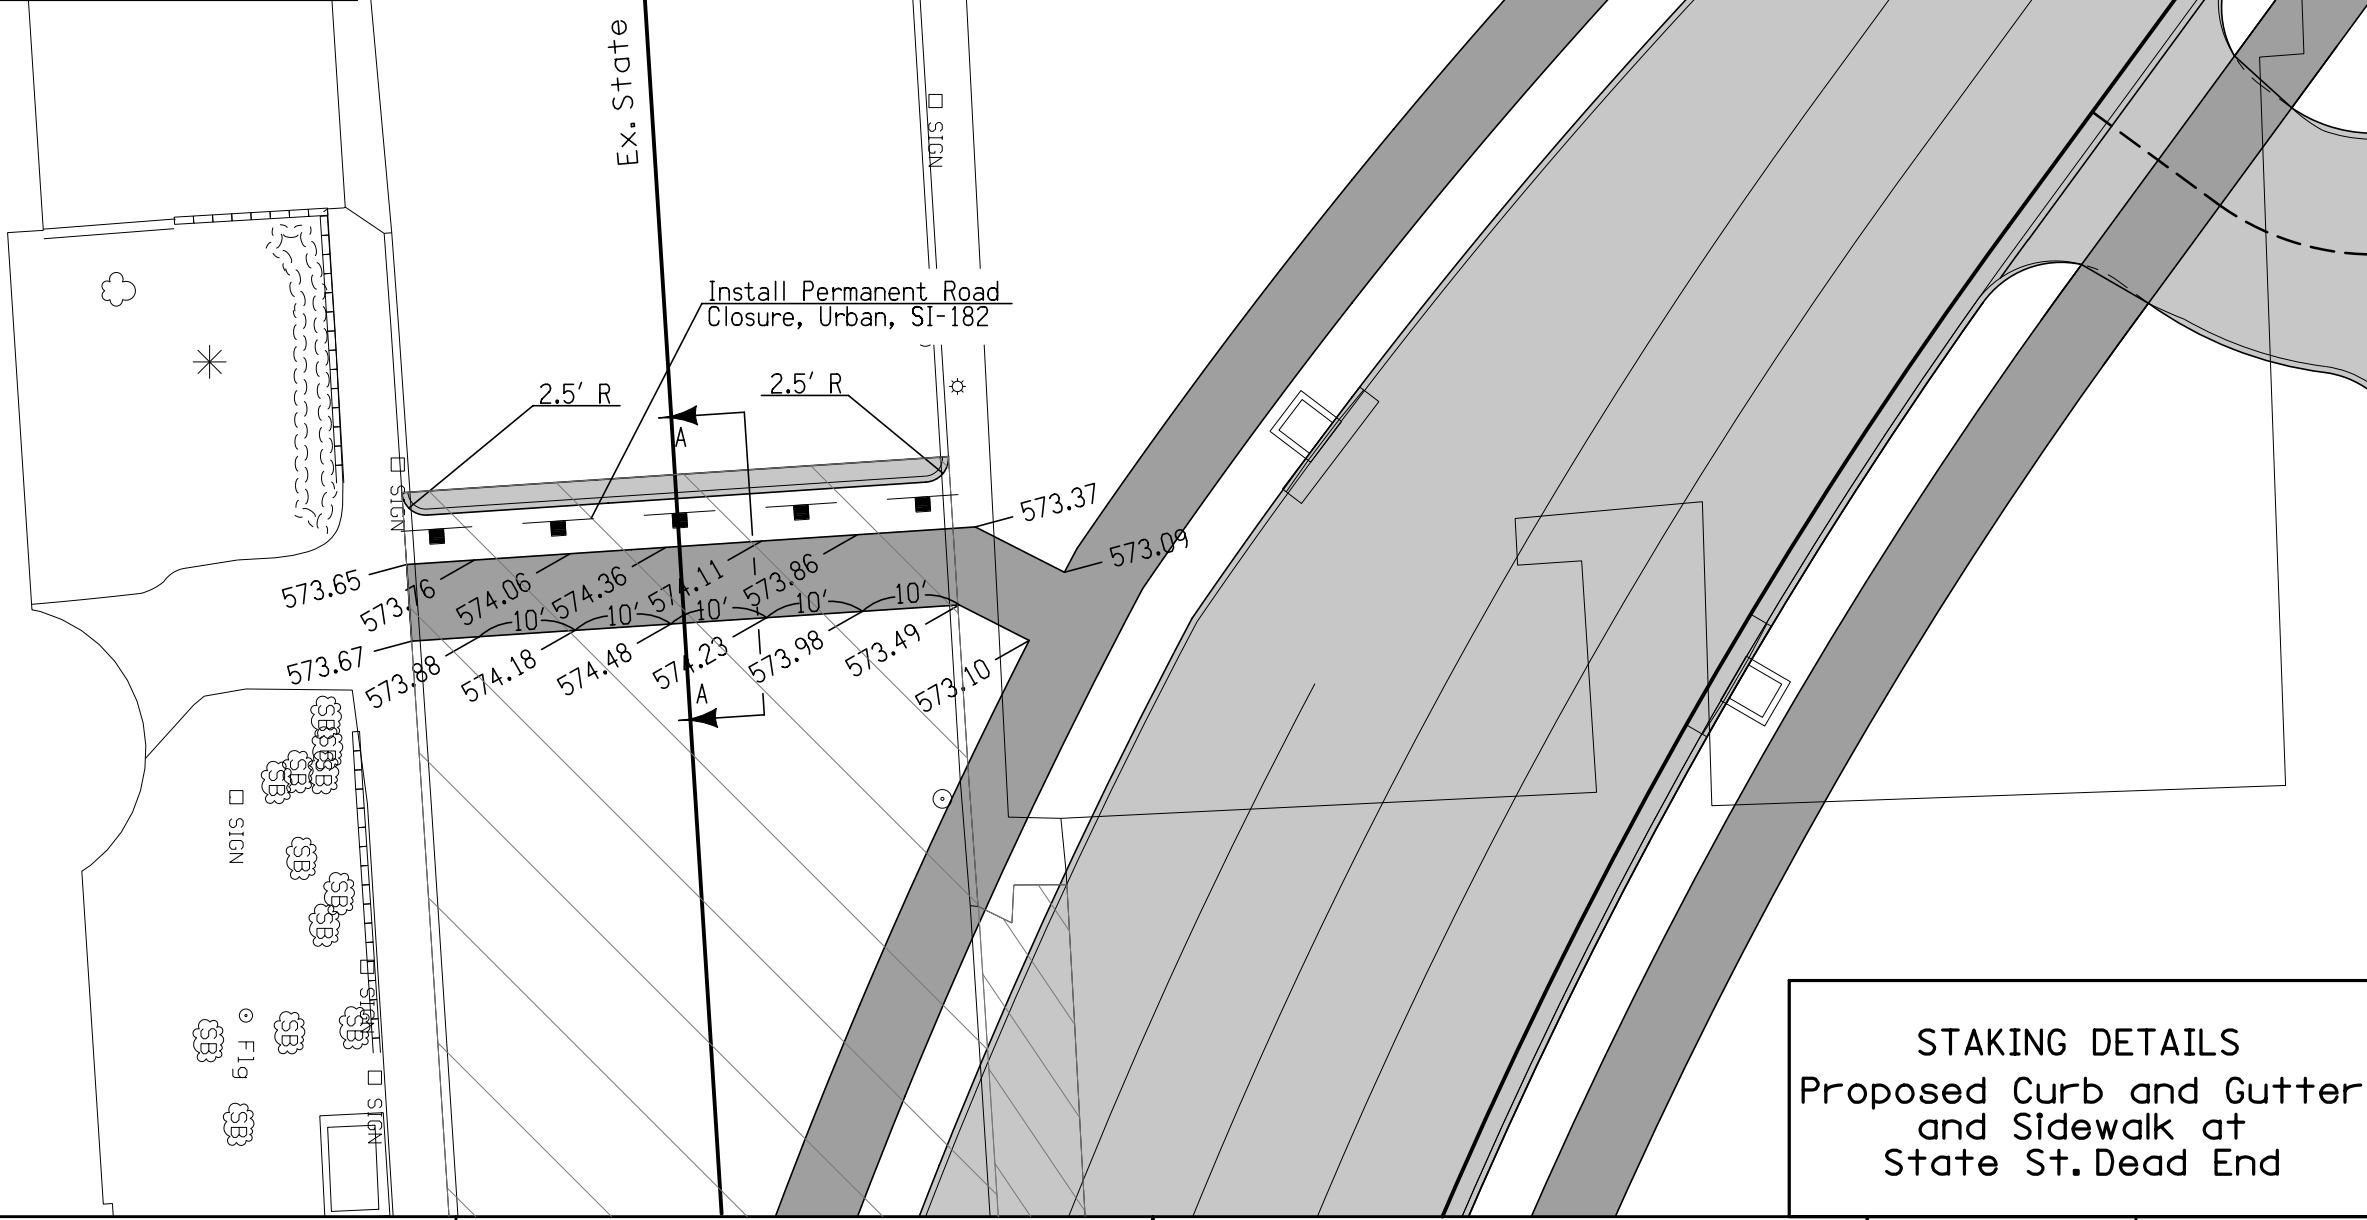 Ex. State
SIGN
Install Permanent Road
Closure, Urban, SI-182
2.5' R
2.5' R
A
SIGN
573.37
573.09
573.65
573.76
574.06
574.36
574.11
573.86
10'
10'
10'
10'
10'
573.67
573.88
574.18
574.48
574.23
573.98
573.49
573.10
A
SB
SB
SB
SB
SB
SIGN
SB
SB
SB
SIGN
SB
SB
SB
Flg
SB
SIGN
STAKING DETAILS
Proposed Curb and Gutter
and Sidewalk at
State St. Dead End